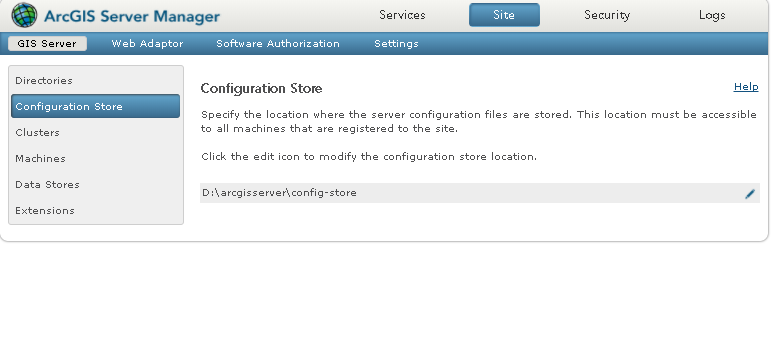 ArcGIS Server Manager
Services Site Security Logs
GIS Server Web Adaptor Software Authorization Settings
Directories
Configuration Store
Clusters
Machines
Data Stores
Extensions
Configuration Store Help
Specify the location where the server configuration files are stored. This location must be accessible
to all machines that are registered to the site.
Click the edit icon to modify the configuration store location.
D:\arcgisserver\config-store